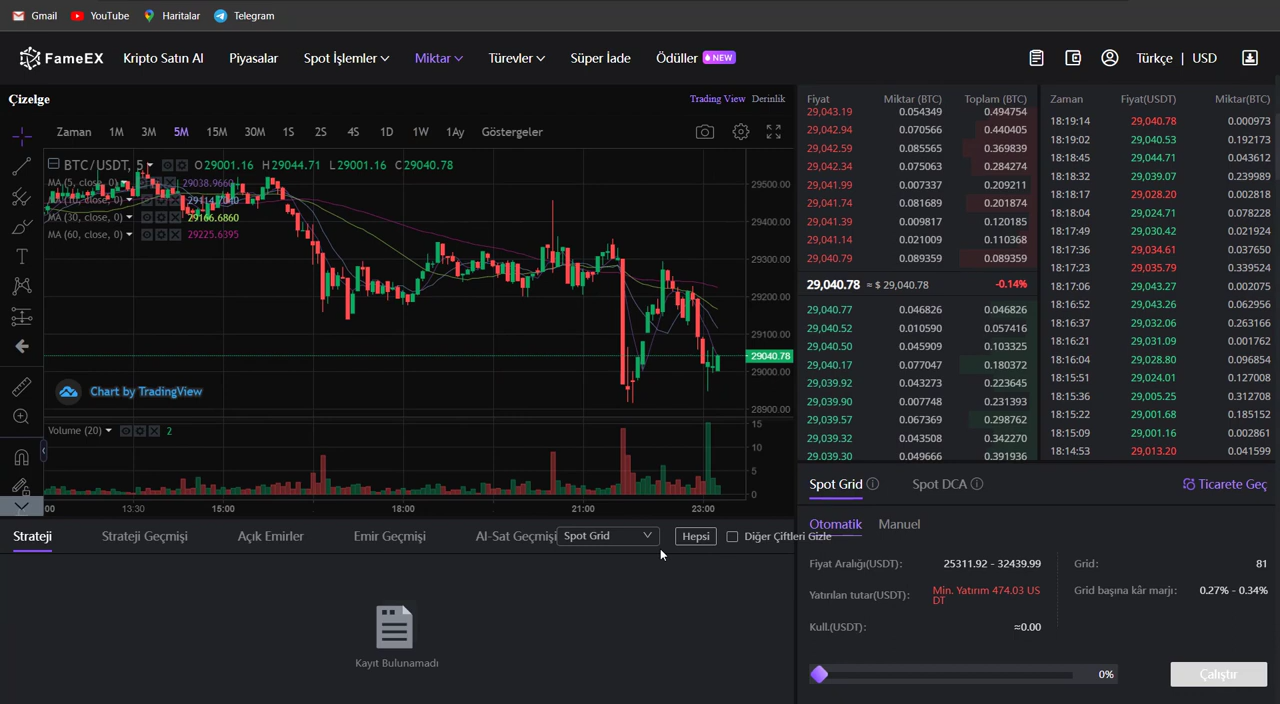 Gmail YouTube Haritalar Telegram
FameEX Kripto Satın Al Piyasalar Spot İşlemler Miktar Türevler Süper İade Ödüller NEW Türkçe | USD
Çizelge Trading View Derinlik
Zaman 1M 3M 5M 15M 30M 1S 2S 4S 1D 1W 1Ay Göstergeler
BTC/USDT, 5 O29001.16 H29044.71 L29001.16 C29040.78
MA (5, close, 0) 29038.9660
MA (10, close, 0)
MA (30, close, 0) 29166.6860
MA (60, close, 0) 29225.6395
29500.00
29400.00
29300.00
29200.00
29100.00
29040.78
29000.00
28900.00
Chart by TradingView
Volume (20) 2
15
10
5
0
:00 13:30 15:00 18:00 21:00 23:00
Fiyat Miktar (BTC) Toplam (BTC)
29,043.19 0.054349 0.494754
29,042.94 0.070566 0.440405
29,042.59 0.085565 0.369839
29,042.34 0.075063 0.284274
29,041.99 0.007337 0.209211
29,041.74 0.081689 0.201874
29,041.39 0.009817 0.120185
29,041.14 0.021009 0.110368
29,040.79 0.089359 0.089359
29,040.78 ≈ $ 29,040.78 -0.14%
29,040.77 0.046826 0.046826
29,040.52 0.010590 0.057416
29,040.50 0.045909 0.103325
29,040.17 0.077047 0.180372
29,039.92 0.043273 0.223645
29,039.90 0.007748 0.231393
29,039.57 0.067369 0.298762
29,039.32 0.043508 0.342270
29,039.30 0.049666 0.391936
Zaman Fiyat(USDT) Miktar(BTC)
18:19:14 29,040.78 0.000973
18:19:02 29,040.53 0.192173
18:18:45 29,044.71 0.043612
18:18:32 29,039.07 0.239989
18:18:17 29,028.20 0.002818
18:18:04 29,024.71 0.078228
18:17:49 29,030.42 0.021924
18:17:36 29,034.61 0.037650
18:17:23 29,035.79 0.339524
18:17:06 29,043.27 0.002075
18:16:52 29,043.26 0.062956
18:16:37 29,032.06 0.263166
18:16:21 29,031.09 0.001762
18:16:04 29,028.80 0.096854
18:15:51 29,024.01 0.127008
18:15:36 29,005.25 0.312708
18:15:22 29,001.68 0.185152
18:15:09 29,001.16 0.002861
18:14:53 29,013.20 0.041599
Strateji Strateji Geçmişi Açık Emirler Emir Geçmişi Al-Sat Geçmişi Spot Grid Hepsi Diğer Çiftleri Gizle
Kayıt Bulunamadı
Spot Grid Spot DCA Ticarete Geç
Otomatik Manuel
Fiyat Aralığı(USDT): 25311.92 - 32439.99 Grid: 81
Yatırılan tutar(USDT): Min. Yatırım 474.03 US
DT
Grid başına kâr marjı: 0.27% - 0.34%
Kull.(USDT): ≈0.00
0% Çalıştır